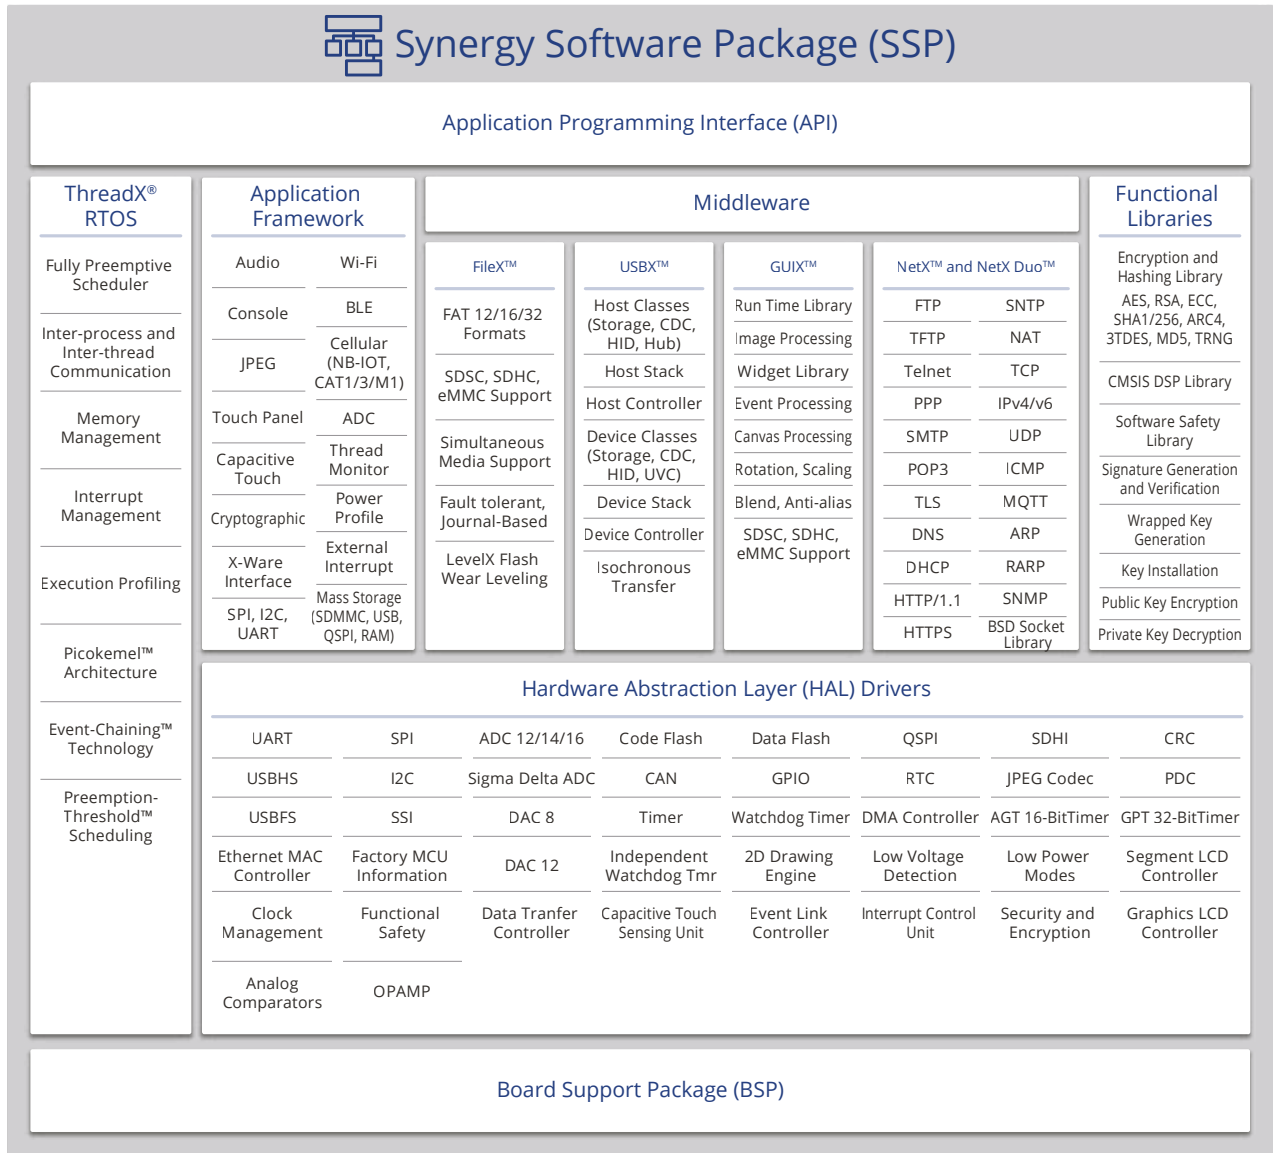 Synergy Software Package (SSP)
Application Programming Interface (API)
ThreadX®
RTOS
Fully Preemptive
Scheduler
Inter-process and
Inter-thread
Communication
Memory
Management
Interrupt
Management
Execution Profiling
Picokemel™
Architecture
Event-Chaining™
Technology
Preemption-
Threshold™
Scheduling
Application
Framework
Audio
Console
JPEG
Touch Panel
Capacitive
Touch
Cryptographic
X-Ware
Interface
SPI, I2C,
UART
Wi-Fi
BLE
Cellular
(NB-IOT,
CAT1/3/M1)
ADC
Thread
Monitor
Power
Profile
External
Interrupt
Mass Storage
(SDMMC, USB,
QSPI, RAM)
Middleware
FileX™
FAT 12/16/32
Formats
SDSC, SDHC,
eMMC Support
Simultaneous
Media Support
Fault tolerant,
Journal-Based
LevelX Flash
Wear Leveling
USBX™
Host Classes
(Storage, CDC,
HID, Hub)
Host Stack
Host Controller
Device Classes
(Storage, CDC,
HID, UVC)
Device Stack
Device Controller
Isochronous
Transfer
GUIX™
Run Time Library
Image Processing
Widget Library
Event Processing
Canvas Processing
Rotation, Scaling
Blend, Anti-alias
SDSC, SDHC,
eMMC Support
NetX™ and NetX Duo™
FTP
TFTP
Telnet
PPP
SMTP
POP3
TLS
DNS
DHCP
HTTP/1.1
HTTPS
SNTP
NAT
TCP
IPv4/v6
UDP
ICMP
MQTT
ARP
RARP
SNMP
BSD Socket
Library
Functional
Libraries
Encryption and
Hashing Library
AES, RSA, ECC,
SHA1/256, ARC4,
3TDES, MD5, TRNG
CMSIS DSP Library
Software Safety
Library
Signature Generation
and Verification
Wrapped Key
Generation
Key Installation
Public Key Encryption
Private Key Decryption
Hardware Abstraction Layer (HAL) Drivers
UART
SPI
ADC 12/14/16
Code Flash
Data Flash
QSPI
SDHI
CRC
USBHS
I2C
Sigma Delta ADC
CAN
GPIO
RTC
JPEG Codec
PDC
USBFS
SSI
DAC 8
Timer
Watchdog Timer
DMA Controller
AGT 16-BitTimer
GPT 32-BitTimer
Ethernet MAC
Controller
Factory MCU
Information
DAC 12
Independent
Watchdog Tmr
2D Drawing
Engine
Low Voltage
Detection
Low Power
Modes
Segment LCD
Controller
Clock
Management
Functional
Safety
Data Tranfer
Controller
Capacitive Touch
Sensing Unit
Event Link
Controller
Interrupt Control
Unit
Security and
Encryption
Graphics LCD
Controller
Analog
Comparators
OPAMP
Board Support Package (BSP)